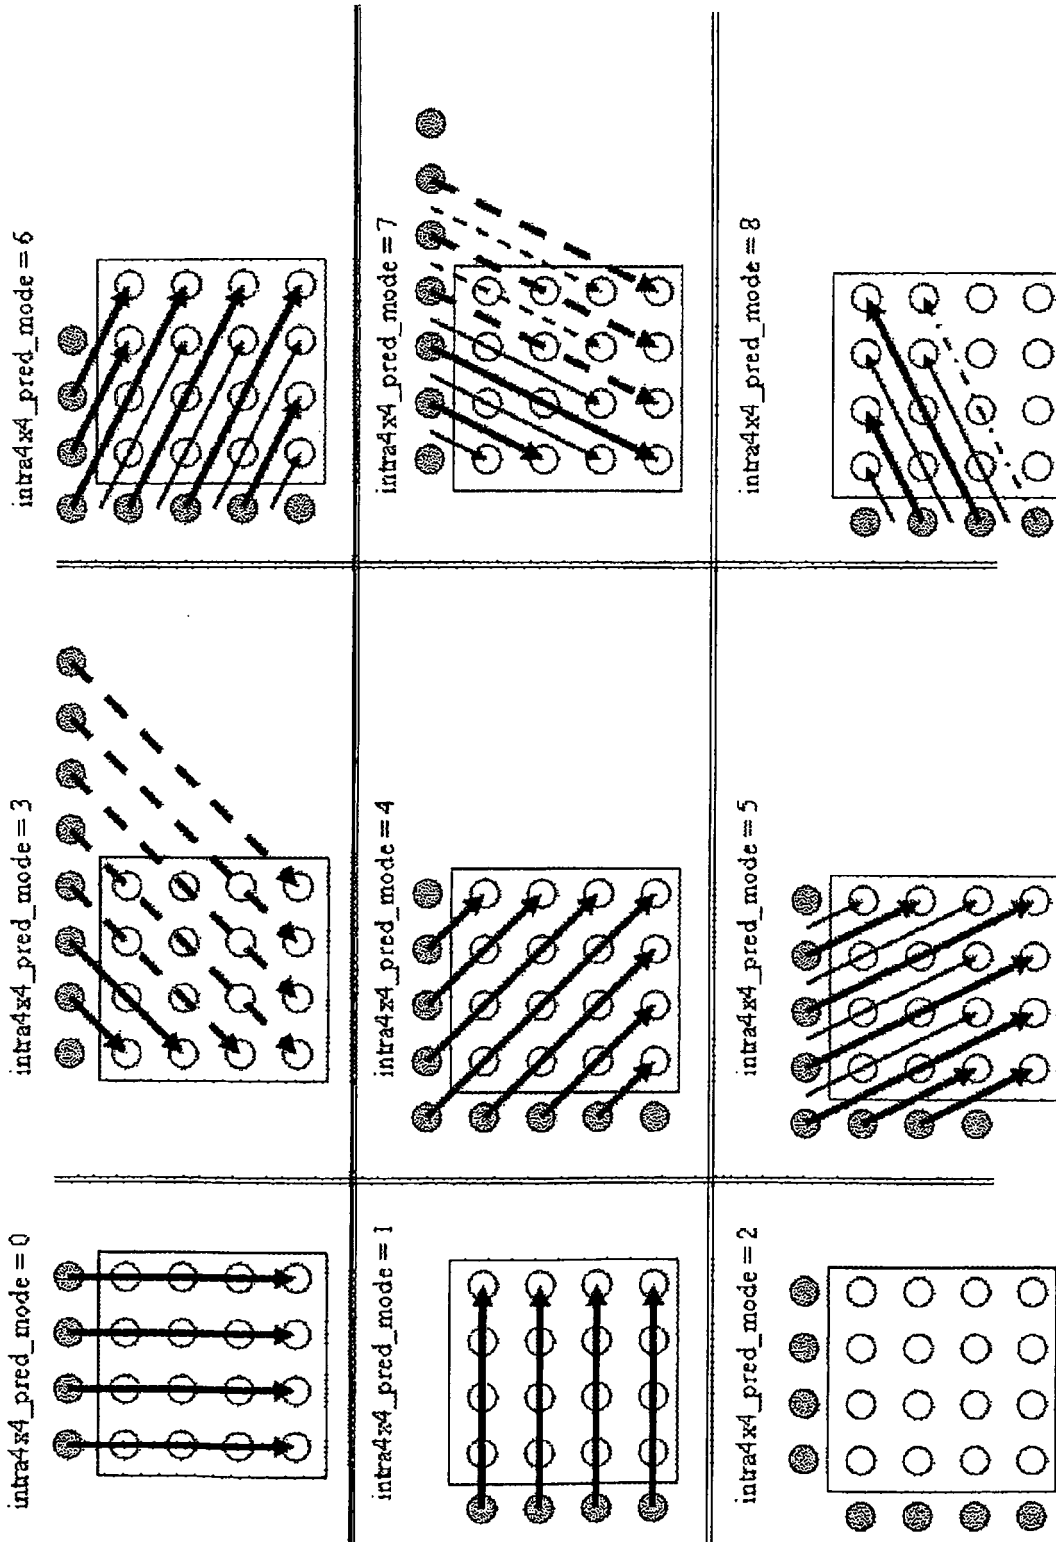 intra4x4_pred_mode = 0
intra4x4_pred_mode = 3
intra4x4_pred_mode = 6
intra4x4_pred_mode = 1
intra4x4_pred_mode = 4
intra4x4_pred_mode = 7
intra4x4_pred_mode = 2
intra4x4_pred_mode = 5
intra4x4_pred_mode = 8